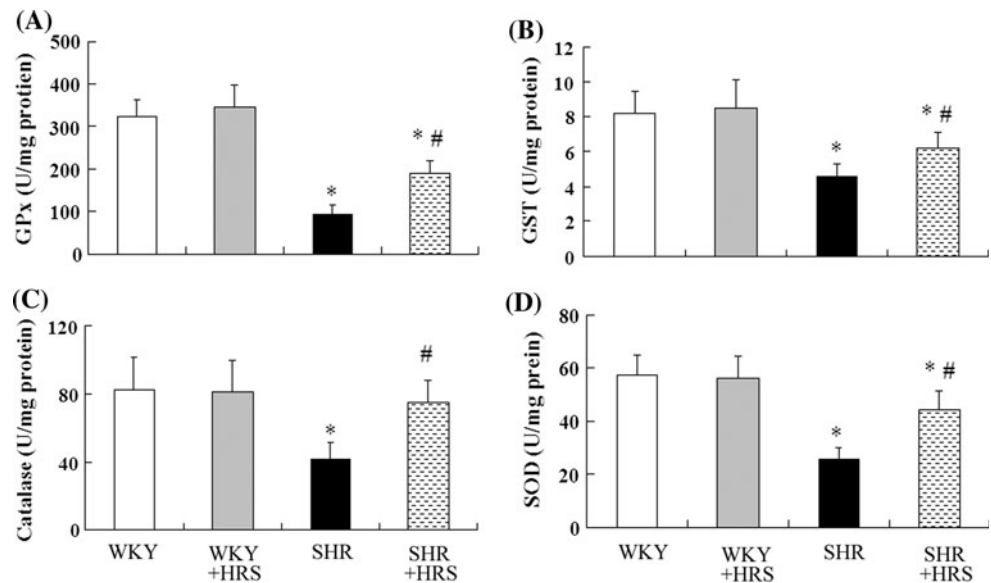 (A)
GPx (U/mg protien)
500
400
300
200
100
0
*
* #
(B)
GST (U/mg protein)
12
10
8
6
4
2
0
*
* #
(C)
Catalase (U/mg protein)
120
80
40
0
*
#
WKY
WKY
+HRS
SHR
SHR
+HRS
(D)
SOD (U/mg prein)
80
60
40
20
0
*
* #
WKY
WKY
+HRS
SHR
SHR
+HRS